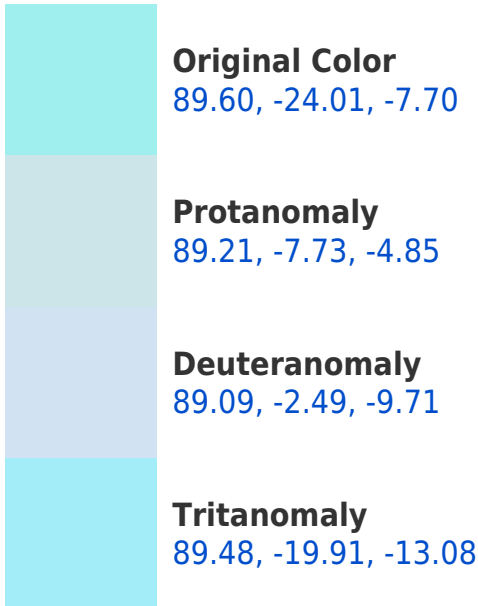 Original Color
89.60, -24.01, -7.70
Protanomaly
89.21, -7.73, -4.85
Deuteranomaly
89.09, -2.49, -9.71
Tritanomaly
89.48, -19.91, -13.08